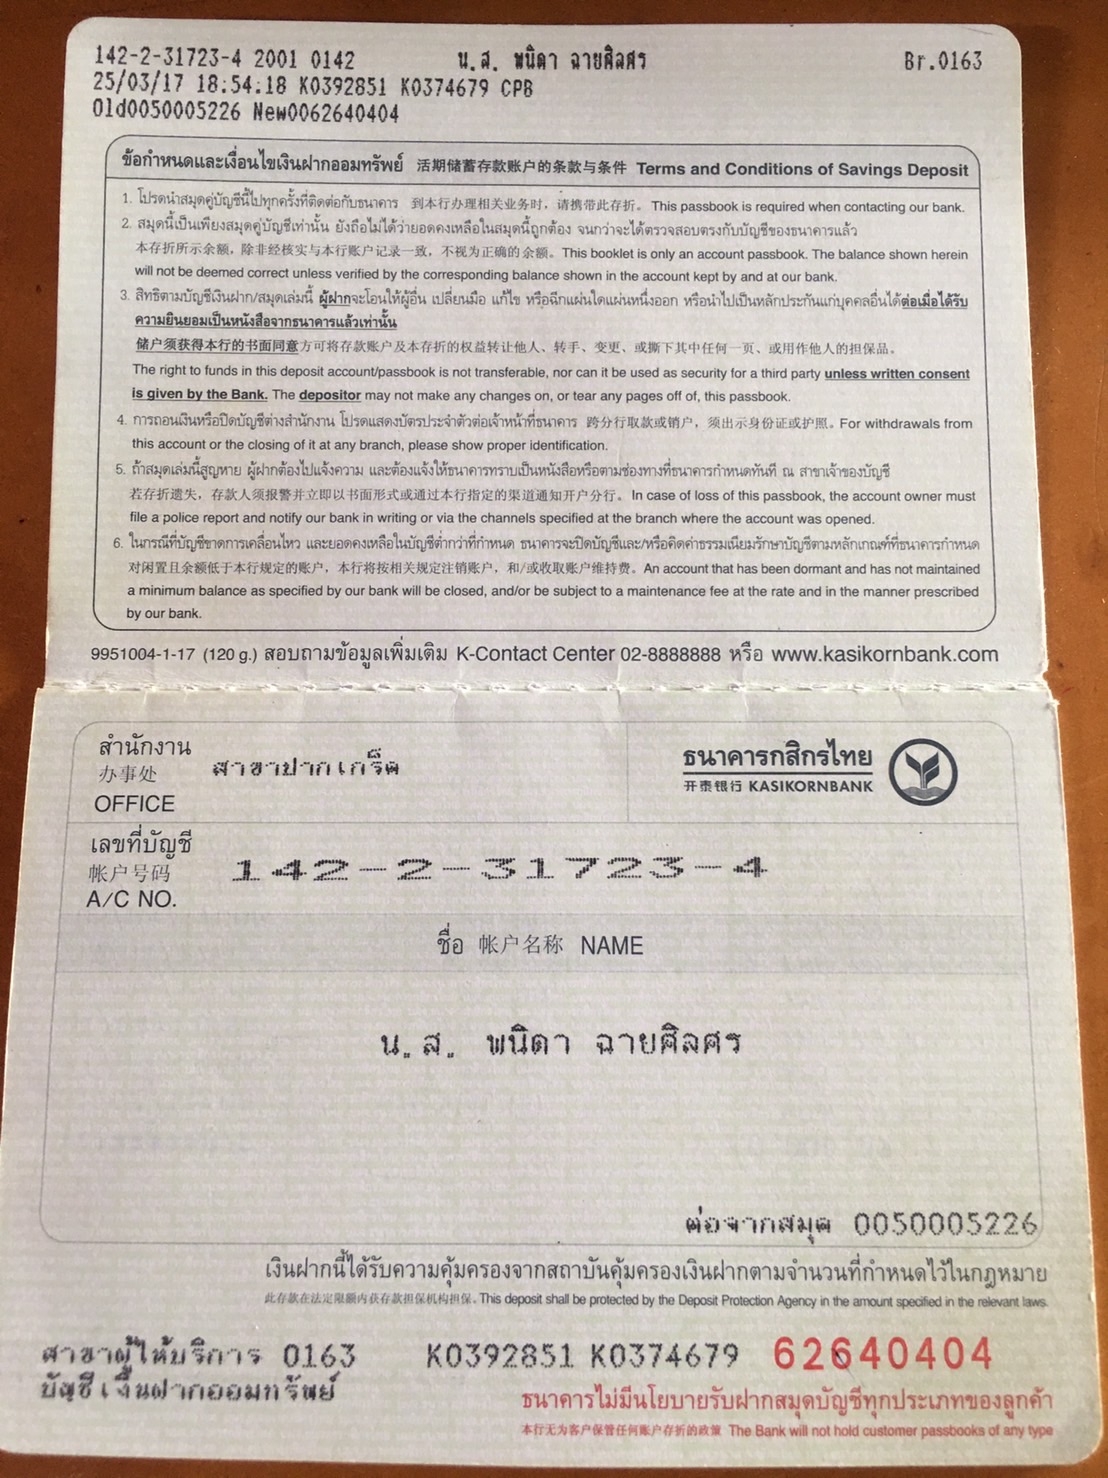 142-2-31723-4 2001 0142 น.ส. พนิดา ฉายศิลศร Br.0163
25/03/17 18:54:18 K0392851 K0374679 CPB
Old0050005226 New0062640404
ข้อกำหนดและเงื่อนไขเงินฝากออมทรัพย์ 活期储蓄存款账户的条款与条件 Terms and Conditions of Savings Deposit
1. โปรดนำสมุดคู่บัญชีนี้ไปทุกครั้งที่ติดต่อกับธนาคาร 到本行办理相关业务时，请携带此存折。 This passbook is required when contacting our bank.
2. สมุดนี้เป็นเพียงสมุดคู่บัญชีเท่านั้น ยังถือไม่ได้ว่ายอดคงเหลือในสมุดนี้ถูกต้อง จนกว่าจะได้ตรวจสอบตรงกับบัญชีของธนาคารแล้ว
本存折所示余额，除非经核实与本行账户记录一致，不视为正确的余额。 This booklet is only an account passbook. The balance shown herein
will not be deemed correct unless verified by the corresponding balance shown in the account kept by and at our bank.
3. สิทธิตามบัญชีเงินฝาก/สมุดเล่มนี้ ผู้ฝากจะโอนให้ผู้อื่น เปลี่ยนมือ แก้ไข หรือฉีกแผ่นใดแผ่นหนึ่งออก หรือนำไปเป็นหลักประกันแก่บุคคลอื่นได้ต่อเมื่อได้รับ
ความยินยอมเป็นหนังสือจากธนาคารแล้วเท่านั้น
储户须获得本行的书面同意方可将存款账户及本存折的权益转让他人、转手、变更、或撕下其中任何一页、或用作他人的担保品。
The right to funds in this deposit account/passbook is not transferable, nor can it be used as security for a third party unless written consent
is given by the Bank. The depositor may not make any changes on, or tear any pages off of, this passbook.
4. การถอนเงินหรือปิดบัญชีต่างสำนักงาน โปรดแสดงบัตรประจำตัวต่อเจ้าหน้าที่ธนาคาร 跨分行取款或销户，须出示身份证或护照。 For withdrawals from
this account or the closing of it at any branch, please show proper identification.
5. ถ้าสมุดเล่มนี้สูญหาย ผู้ฝากต้องไปแจ้งความ และต้องแจ้งให้ธนาคารทราบเป็นหนังสือหรือตามช่องทางที่ธนาคารกำหนดทันที ณ สาขาเจ้าของบัญชี
若存折遗失，存款人须报警并立即以书面形式或通过本行指定的渠道通知开户分行。 In case of loss of this passbook, the account owner must
file a police report and notify our bank in writing or via the channels specified at the branch where the account was opened.
6. ในกรณีที่บัญชีขาดการเคลื่อนไหว และยอดคงเหลือในบัญชีต่ำกว่าที่กำหนด ธนาคารจะปิดบัญชีและ/หรือคิดค่าธรรมเนียมรักษาบัญชีตามหลักเกณฑ์ที่ธนาคารกำหนด
对闲置且余额低于本行规定的账户，本行将按相关规定注销账户，和/或收取账户维持费。 An account that has been dormant and has not maintained
a minimum balance as specified by our bank will be closed, and/or be subject to a maintenance fee at the rate and in the manner prescribed
by our bank.
9951004-1-17 (120 g.) สอบถามข้อมูลเพิ่มเติม K-Contact Center 02-8888888 หรือ www.kasikornbank.com
สำนักงาน
办事处
OFFICE
สาขาปากเกร็ด
ธนาคารกสิกรไทย
开泰银行 KASIKORNBANK
เลขที่บัญชี
帐户号码
A/C NO.
142-2-31723-4
ชื่อ 帐户名称 NAME
น.ส. พนิดา ฉายศิลศร
ต่อจากสมุด 0050005226
เงินฝากนี้ได้รับความคุ้มครองจากสถาบันคุ้มครองเงินฝากตามจำนวนที่กำหนดไว้ในกฎหมาย
此存款在法定限额内获存款担保机构担保。 This deposit shall be protected by the Deposit Protection Agency in the amount specified in the relevant laws.
สาขาผู้ให้บริการ 0163 K0392851 K0374679 62640404
บัญชีเงินฝากออมทรัพย์
ธนาคารไม่มีนโยบายรับฝากสมุดบัญชีทุกประเภทของลูกค้า
本行无为客户保管任何账户存折的政策 The Bank will not hold customer passbooks of any type